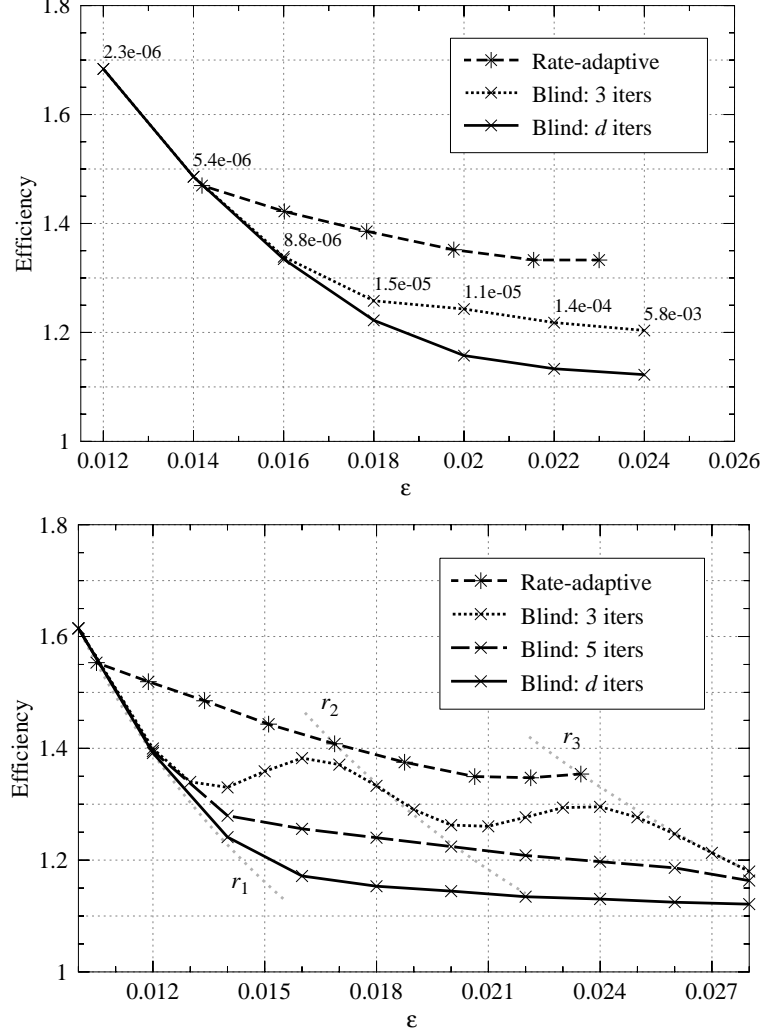 1.8
2.3e-06
Rate-adaptive
1.6
Blind: 3 iters
Blind: d iters
5.4e-06
1.4
8.8e-06
1.5e-05
1.1e-05
1.4e-04
5.8e-03
1.2
1
Efficiency
0.012 0.014 0.016 0.018 0.02 0.022 0.024 0.026
ε
1.8
Rate-adaptive
Blind: 3 iters
1.6
Blind: 5 iters
Blind: d iters
r2
r3
1.4
1.2
r1
1
Efficiency
0.012 0.015 0.018 0.021 0.024 0.027
ε